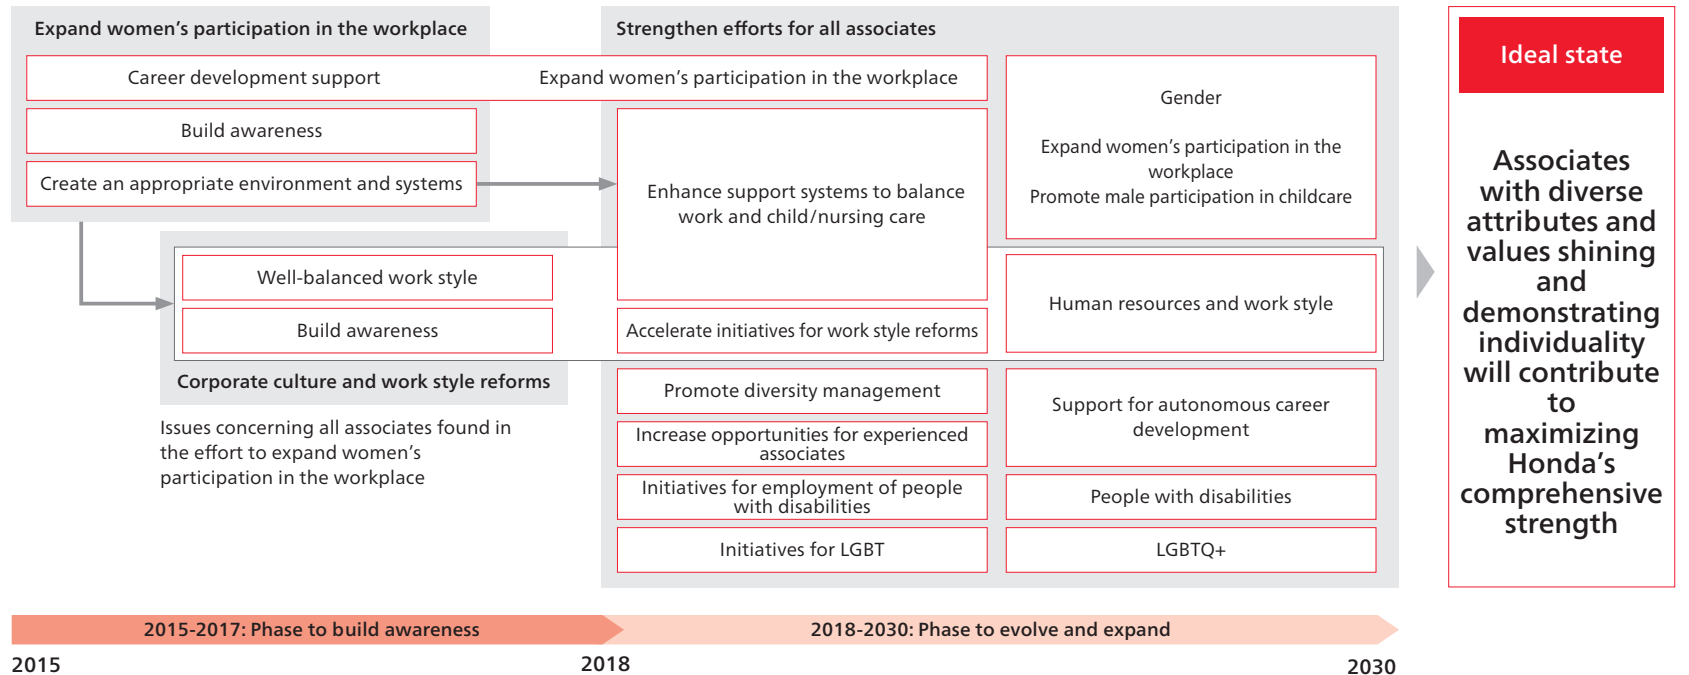 Expand women's participation in the workplace
Career development support
Build awareness
Create an appropriate environment and systems
Well-balanced work style
Build awareness
Corporate culture and work style reforms
Issues concerning all associates found in
the effort to expand women's
participation in the workplace
Strengthen efforts for all associates
Expand women's participation in the workplace
Enhance support systems to balance
work and child/nursing care
Accelerate initiatives for work style reforms
Promote diversity management
Increase opportunities for experienced
associates
Initiatives for employment of people
with disabilities
Initiatives for LGBT
Gender
Expand women's participation in the
workplace
Promote male participation in childcare
Human resources and work style
Support for autonomous career
development
People with disabilities
LGBTQ+
Ideal state
Associates
with diverse
attributes and
values shining
and
demonstrating
individuality
will contribute
to
maximizing
Honda's
comprehensive
strength
2015-2017: Phase to build awareness
2018-2030: Phase to evolve and expand
2015
2018
2030